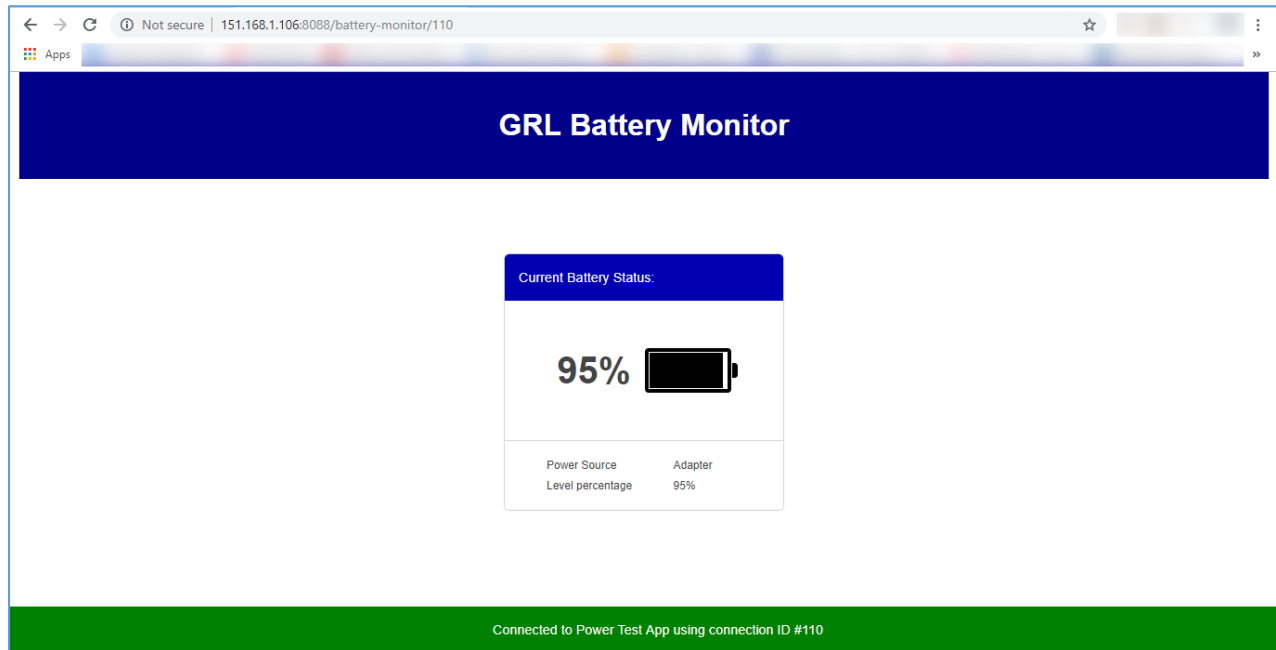 Not secure | 151.168.1.106:8088/battery-monitor/110
Apps
GRL Battery Monitor
Current Battery Status:
95%
Power Source Adapter
Level percentage 95%
Connected to Power Test App using connection ID #110